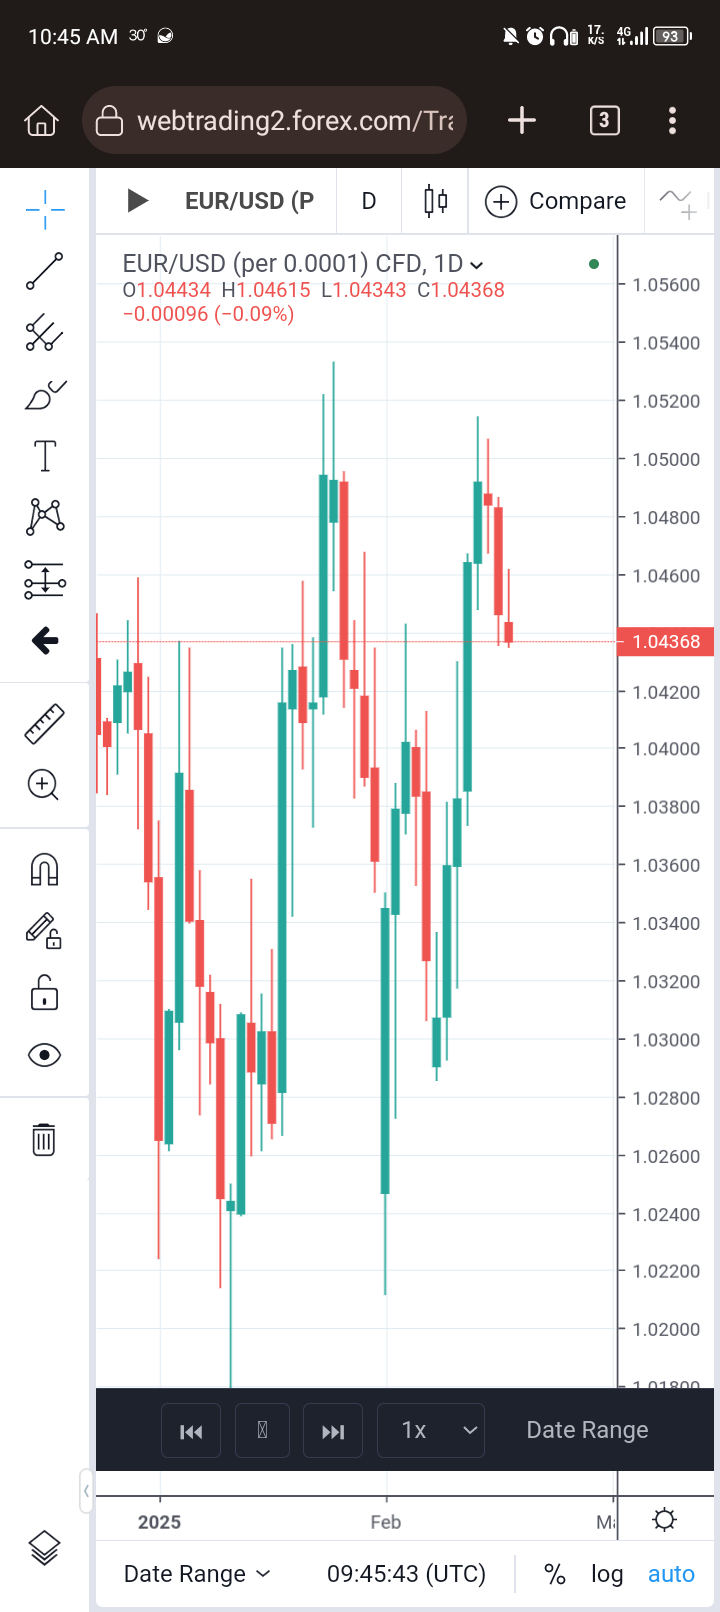 10:45 AM 30°
17.
K/S
4G
93
webtrading2.forex.com/Tra
3
EUR/USD (P
D
Compare
EUR/USD (per 0.0001) CFD, 1D
O1.04434 H1.04615 L1.04343 C1.04368
−0.00096 (−0.09%)
1.05600
1.05400
1.05200
1.05000
1.04800
1.04600
1.04368
1.04200
1.04000
1.03800
1.03600
1.03400
1.03200
1.03000
1.02800
1.02600
1.02400
1.02200
1.02000
1.01800
T
1x
Date Range
2025
Feb
Ma
Date Range
09:45:43 (UTC)
%
log
auto